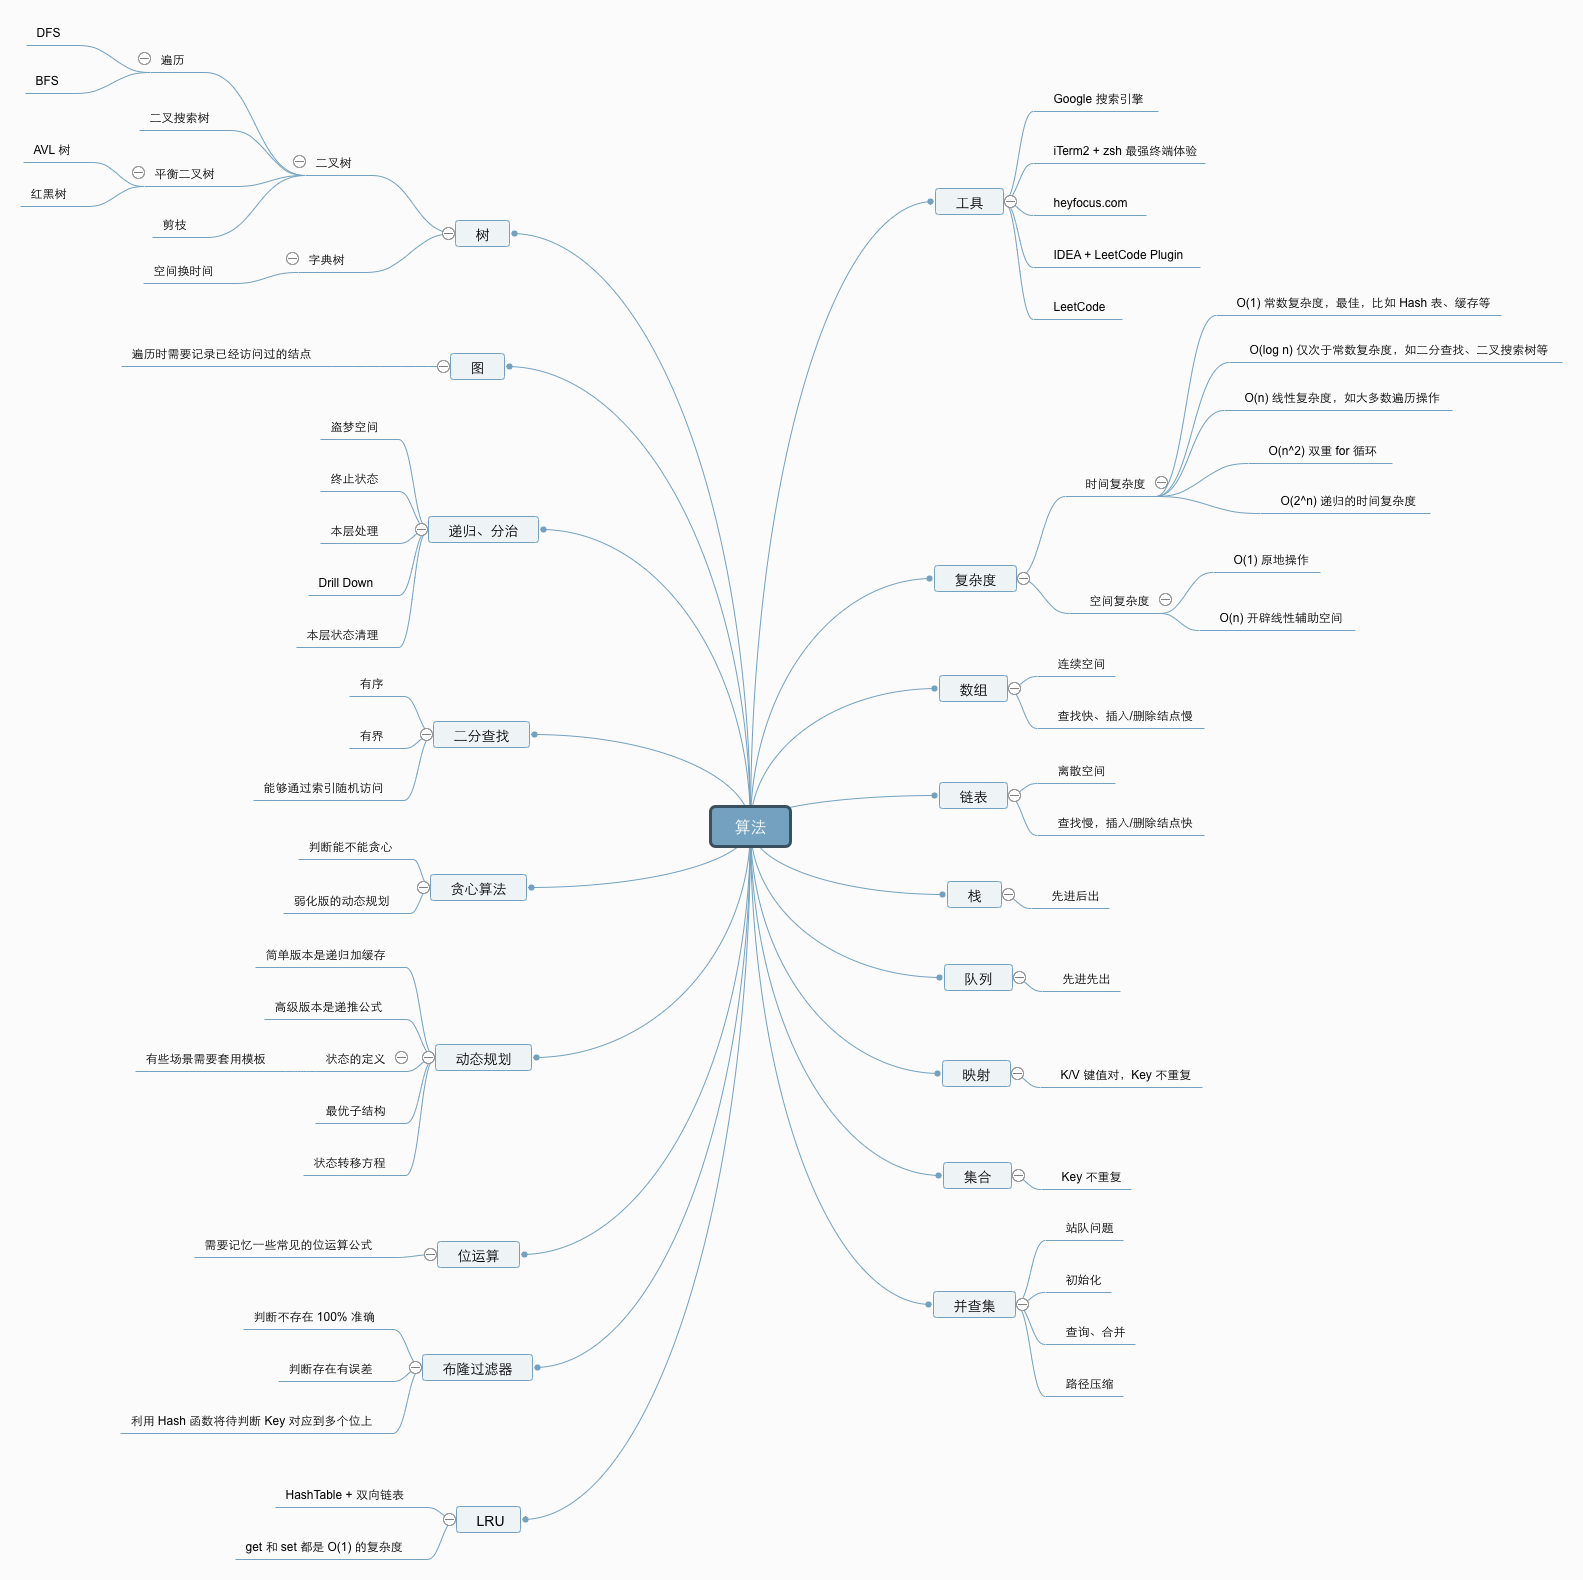 算法
工具
Google 搜索引擎
iTerm2 + zsh 最强终端体验
heyfocus.com
IDEA + LeetCode Plugin
LeetCode
复杂度
时间复杂度
O(1) 常数复杂度，最佳，比如 Hash 表、缓存等
O(log n) 仅次于常数复杂度，如二分查找、二叉搜索树等
O(n) 线性复杂度，如大多数遍历操作
O(n^2) 双重 for 循环
O(2^n) 递归的时间复杂度
空间复杂度
O(1) 原地操作
O(n) 开辟线性辅助空间
数组
连续空间
查找快、插入/删除结点慢
链表
离散空间
查找慢，插入/删除结点快
栈
先进后出
队列
先进先出
映射
K/V 键值对，Key 不重复
集合
Key 不重复
并查集
站队问题
初始化
查询、合并
路径压缩
树
二叉树
遍历
DFS
BFS
二叉搜索树
平衡二叉树
AVL 树
红黑树
剪枝
字典树
空间换时间
图
遍历时需要记录已经访问过的结点
递归、分治
盗梦空间
终止状态
本层处理
Drill Down
本层状态清理
二分查找
有序
有界
能够通过索引随机访问
贪心算法
判断能不能贪心
弱化版的动态规划
动态规划
简单版本是递归加缓存
高级版本是递推公式
状态的定义
有些场景需要套用模板
最优子结构
状态转移方程
位运算
需要记忆一些常见的位运算公式
布隆过滤器
判断不存在 100% 准确
判断存在有误差
利用 Hash 函数将待判断 Key 对应到多个位上
LRU
HashTable + 双向链表
get 和 set 都是 O(1) 的复杂度